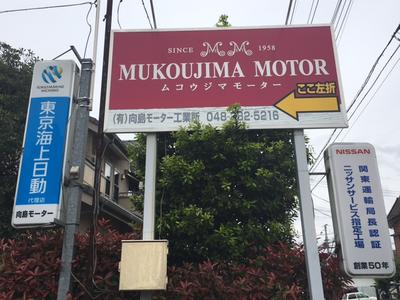 TOKIOMARINE
NICHIDO
東京海上日動
代理店
向島モーター
SINCE MM 1958
MUKOUJIMA MOTOR
ムコウジマモーター
ここ左折
(有)向島モーター工業所
NISSAN
関東運輸局長認証
ニッサンサービス指定工場
創業50年